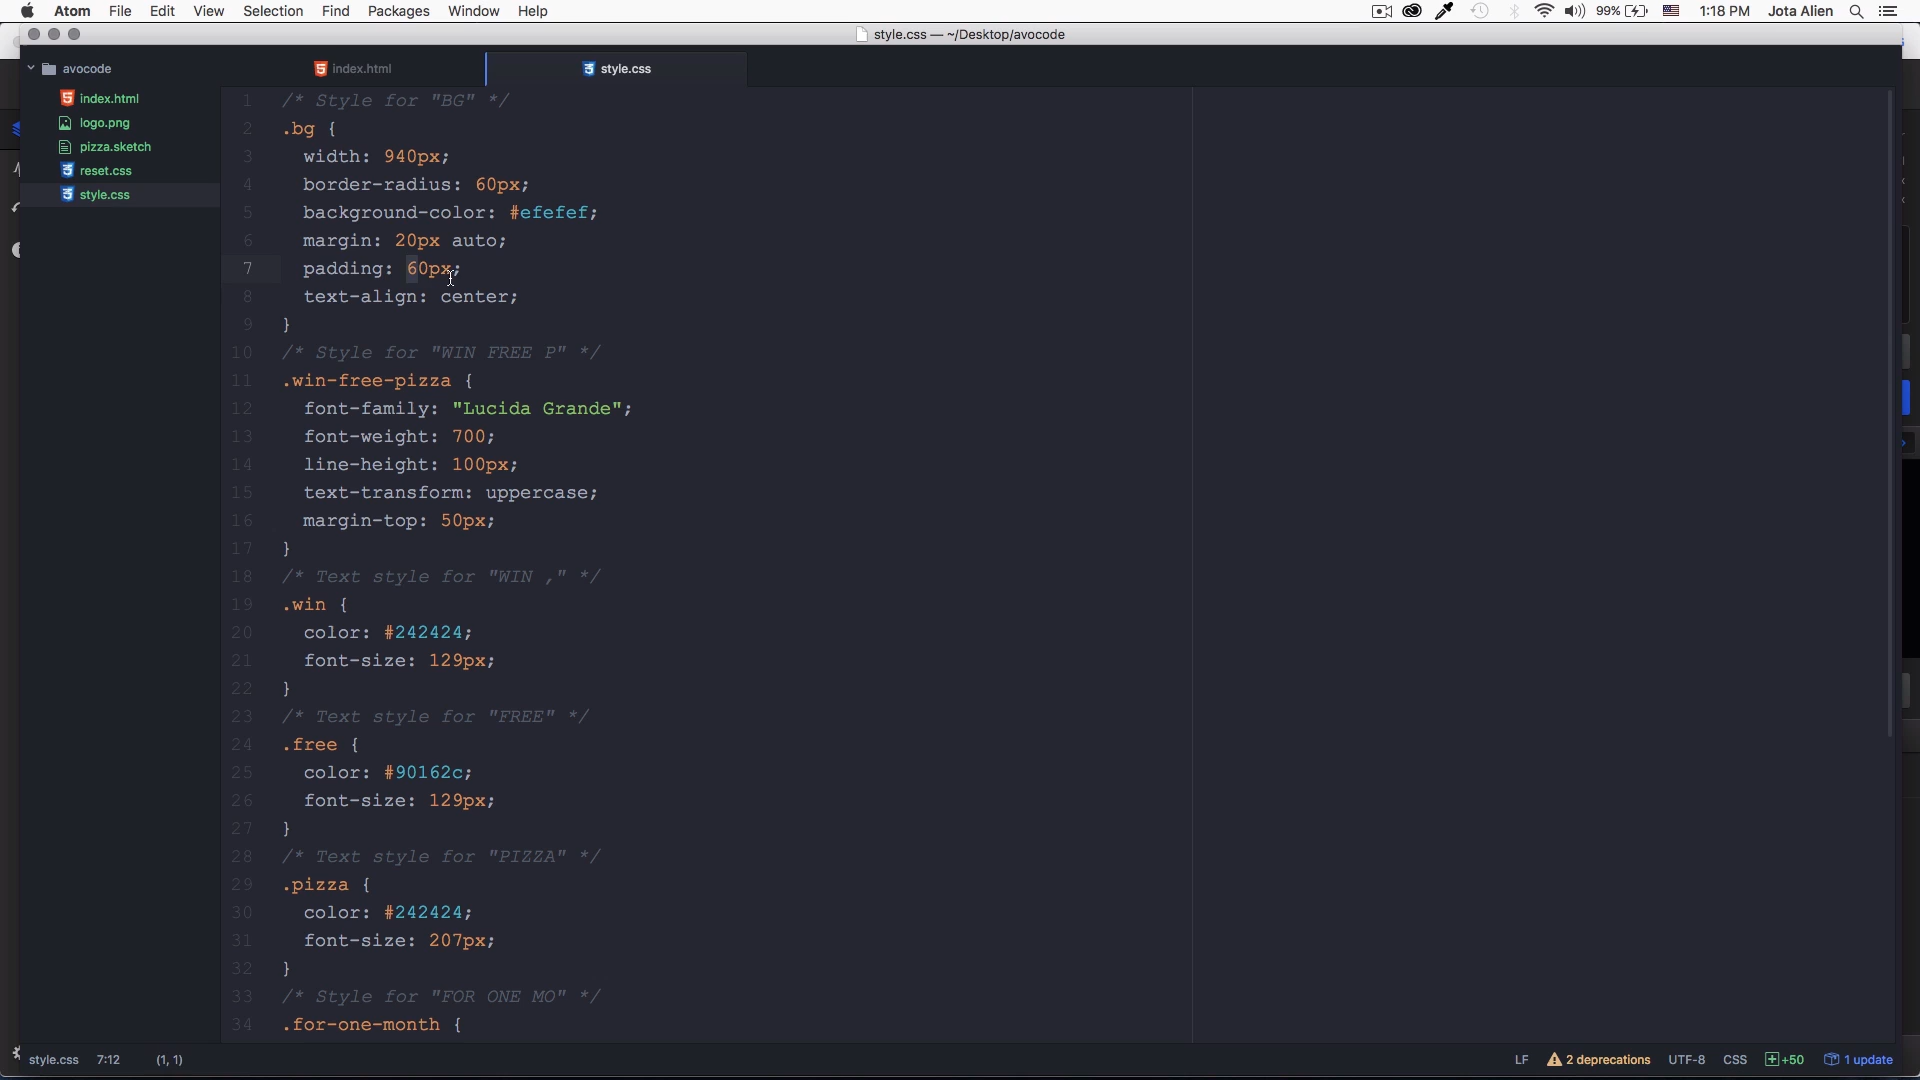 Atom File Edit View Selection Find Packages Window Help 99% 1:18 PM Jota Alien
style.css — ~/Desktop/avocode
avocode index.html style.css
index.html
logo.png
pizza.sketch
reset.css
style.css
1 /* Style for "BG" */
2 .bg {
3 width: 940px;
4 border-radius: 60px;
5 background-color: #efefef;
6 margin: 20px auto;
7 padding: 60px;
8 text-align: center;
9 }
10 /* Style for "WIN FREE P" */
11 .win-free-pizza {
12 font-family: "Lucida Grande";
13 font-weight: 700;
14 line-height: 100px;
15 text-transform: uppercase;
16 margin-top: 50px;
17 }
18 /* Text style for "WIN ," */
19 .win {
20 color: #242424;
21 font-size: 129px;
22 }
23 /* Text style for "FREE" */
24 .free {
25 color: #90162c;
26 font-size: 129px;
27 }
28 /* Text style for "PIZZA" */
29 .pizza {
30 color: #242424;
31 font-size: 207px;
32 }
33 /* Style for "FOR ONE MO" */
34 .for-one-month {
style.css 7:12 (1, 1) LF 2 deprecations UTF-8 CSS +50 1 update